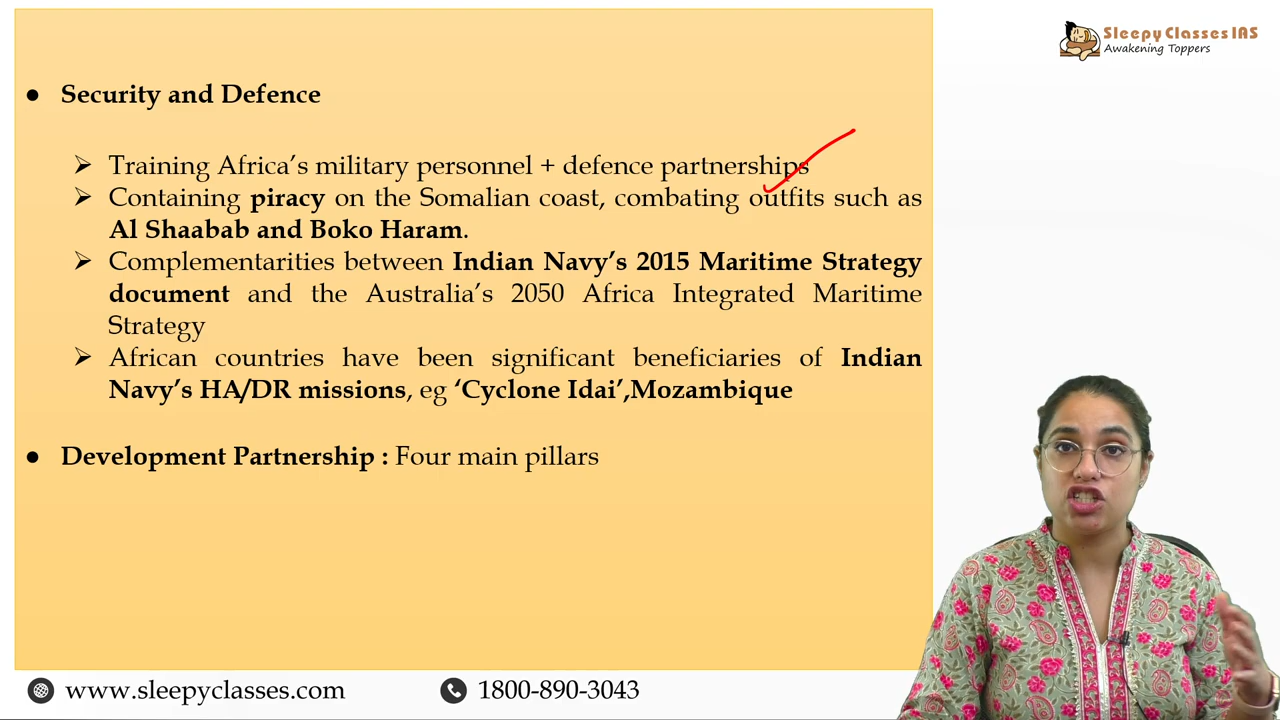 Sleepy Classes IAS
Awakening Toppers
● Security and Defence
➢ Training Africa’s military personnel + defence partnerships
➢ Containing piracy on the Somalian coast, combating outfits such as
Al Shaabab and Boko Haram.
➢ Complementarities between Indian Navy’s 2015 Maritime Strategy
document and the Australia’s 2050 Africa Integrated Maritime
Strategy
➢ African countries have been significant beneficiaries of Indian
Navy’s HA/DR missions, eg ‘Cyclone Idai’,Mozambique
● Development Partnership : Four main pillars
www.sleepyclasses.com
1800-890-3043